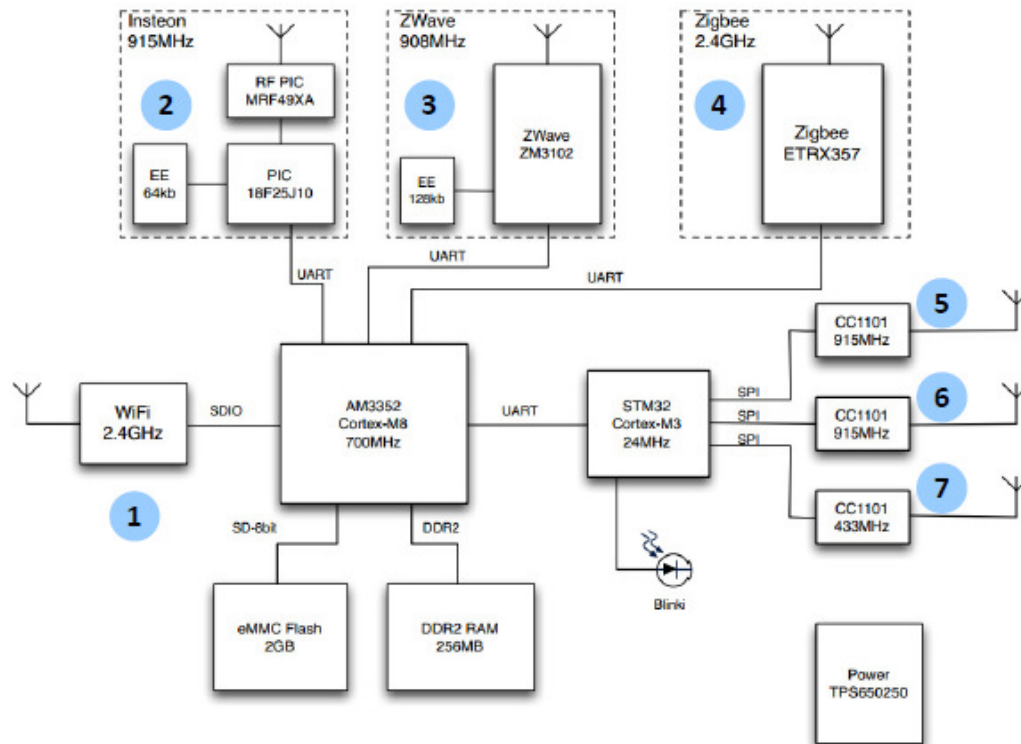 Insteon
915MHz
2
RF PIC
MRF49XA
EE
64kb
PIC
18F25J10
UART
ZWave
908MHz
3
ZWave
ZM3102
EE
128kb
UART
Zigbee
2.4GHz
4
Zigbee
ETRX357
UART
WiFi
2.4GHz
1
SDIO
AM3352
Cortex-M8
700MHz
UART
STM32
Cortex-M3
24MHz
SPI
SPI
SPI
CC1101
915MHz
5
CC1101
915MHz
6
CC1101
433MHz
7
SD-8bit
DDR2
eMMC Flash
2GB
DDR2 RAM
256MB
Blinki
Power
TPS650250